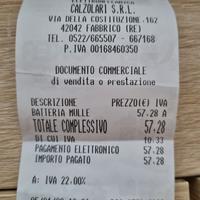 CALZOLARI S.R.L.
VIA DELLA COSTITUZIONE,162
42042 FABBRICO (RE)
TEL. 0522/665507 - 667168
P.IVA 00168460350
DOCUMENTO COMMERCIALE
di vendita o prestazione
DESCRIZIONE PREZZO(€) IVA
BATTERIA MULLE 57.28 A
TOTALE COMPLESSIVO 57.28
DI CUI IVA 10.33
PAGAMENTO ELETTRONICO 57.28
IMPORTO PAGATO 57.28
A: IVA 22.00%